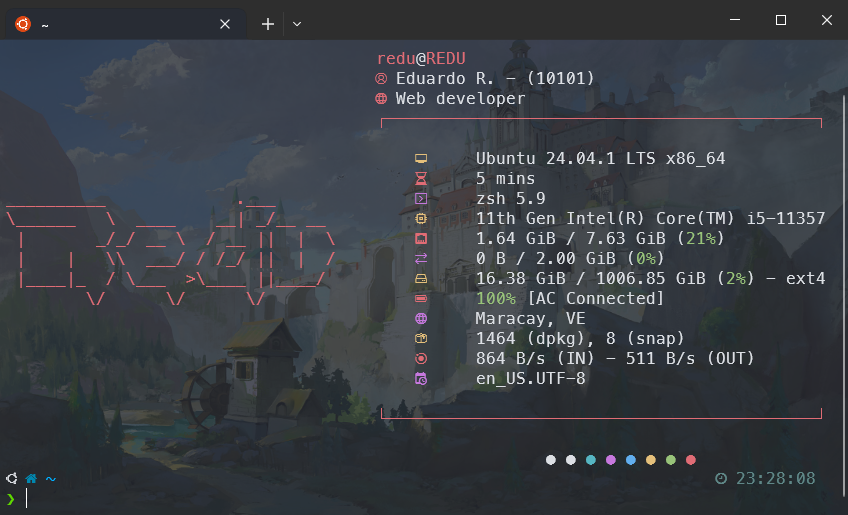 ~
redu@REDU
Eduardo R. - (10101)
Web developer
Redu
Ubuntu 24.04.1 LTS x86_64
5 mins
zsh 5.9
11th Gen Intel(R) Core(TM) i5-11357
1.64 GiB / 7.63 GiB (21%)
0 B / 2.00 GiB (0%)
16.38 GiB / 1006.85 GiB (2%) - ext4
100% [AC Connected]
Maracay, VE
1464 (dpkg), 8 (snap)
864 B/s (IN) - 511 B/s (OUT)
en_US.UTF-8
~
23:28:08
❯